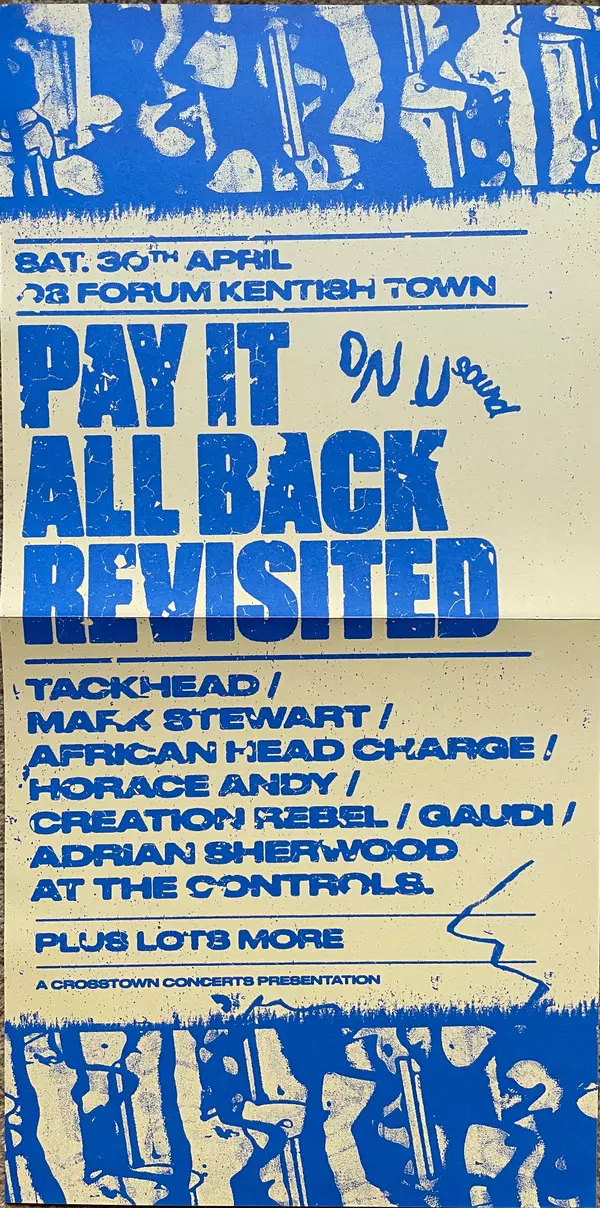 SAT. 30TH APRIL
O2 FORUM KENTISH TOWN
PAY IT
ON U sound
ALL BACK
REVISITED
TACKHEAD /
MARK STEWART /
AFRICAN HEAD CHARGE /
HORACE ANDY /
CREATION REBEL / GAUDI /
ADRIAN SHERWOOD
AT THE CONTROLS.
PLUS LOTS MORE
A CROSSTOWN CONCERTS PRESENTATION